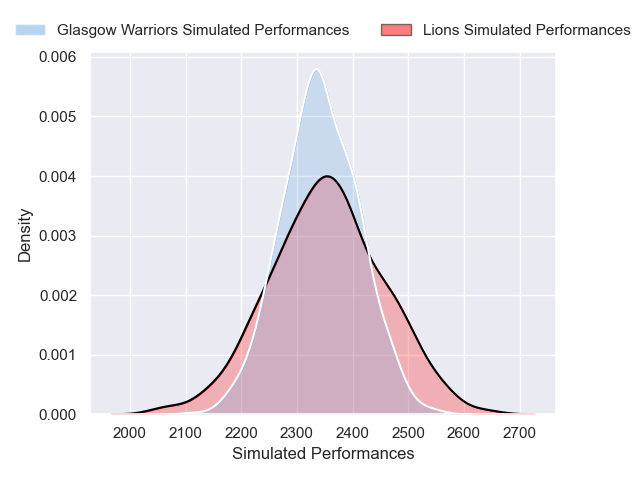 Glasgow Warriors Simulated Performances Lions Simulated Performances
0.006
0.005
0.004
0.003
0.002
0.001
0.000
Density
2000 2100 2200 2300 2400 2500 2600 2700
Simulated Performances